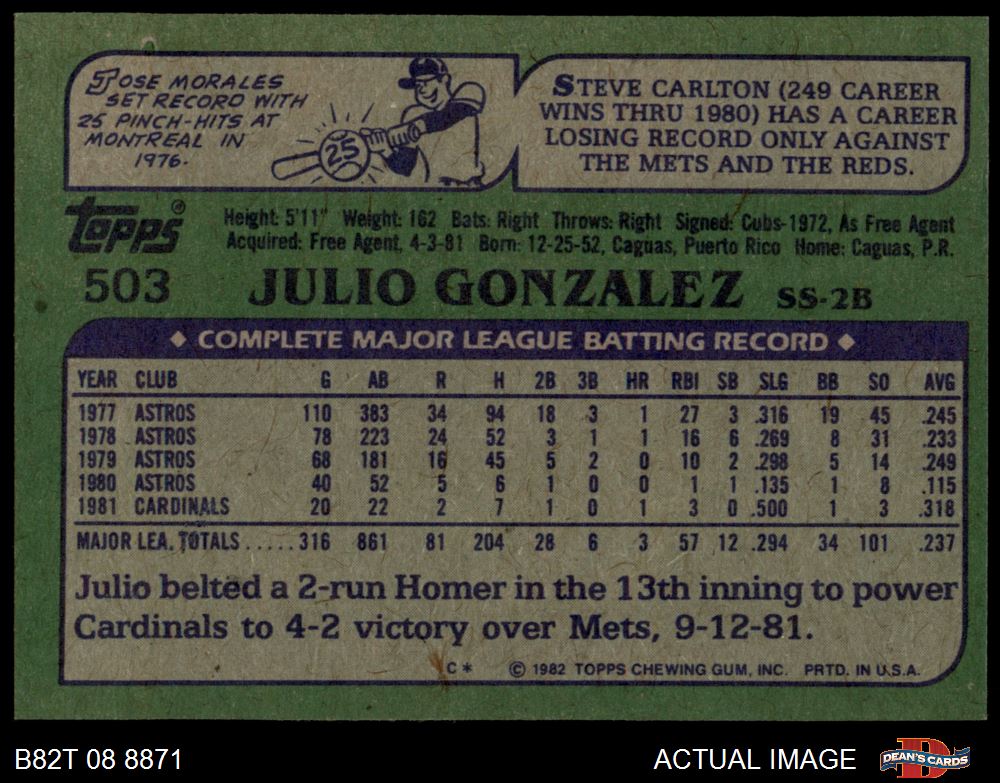 JOSE MORALES
SET RECORD WITH
25 PINCH-HITS AT
MONTREAL IN
1976.
25
STEVE CARLTON (249 CAREER
WINS THRU 1980) HAS A CAREER
LOSING RECORD ONLY AGAINST
THE METS AND THE REDS.
topps®
Height: 5'11" Weight: 162 Bats: Right Throws: Right Signed: Cubs-1972, As Free Agent
Acquired: Free Agent, 4-3-81 Born: 12-25-52, Caguas, Puerto Rico Home: Caguas, P.R.
503 JULIO GONZALEZ SS-2B
◆ COMPLETE MAJOR LEAGUE BATTING RECORD ◆
YEAR CLUB G AB R H 2B 3B HR RBI SB SLG BB SO AVG
1977 ASTROS 110 383 34 94 18 3 1 27 3 .316 19 45 .245
1978 ASTROS 78 223 24 52 3 1 1 16 6 .269 8 31 .233
1979 ASTROS 68 181 16 45 5 2 0 10 2 .298 5 14 .249
1980 ASTROS 40 52 5 6 1 0 0 1 1 .135 1 8 .115
1981 CARDINALS 20 22 2 7 1 0 1 3 0 .500 1 3 .318
MAJOR LEA. TOTALS ..... 316 861 81 204 28 6 3 57 12 .294 34 101 .237
Julio belted a 2-run Homer in the 13th inning to power
Cardinals to 4-2 victory over Mets, 9-12-81.
C* © 1982 TOPPS CHEWING GUM, INC. PRTD. IN U.S.A.
B82T 08 8871 ACTUAL IMAGE DEAN'S CARDS